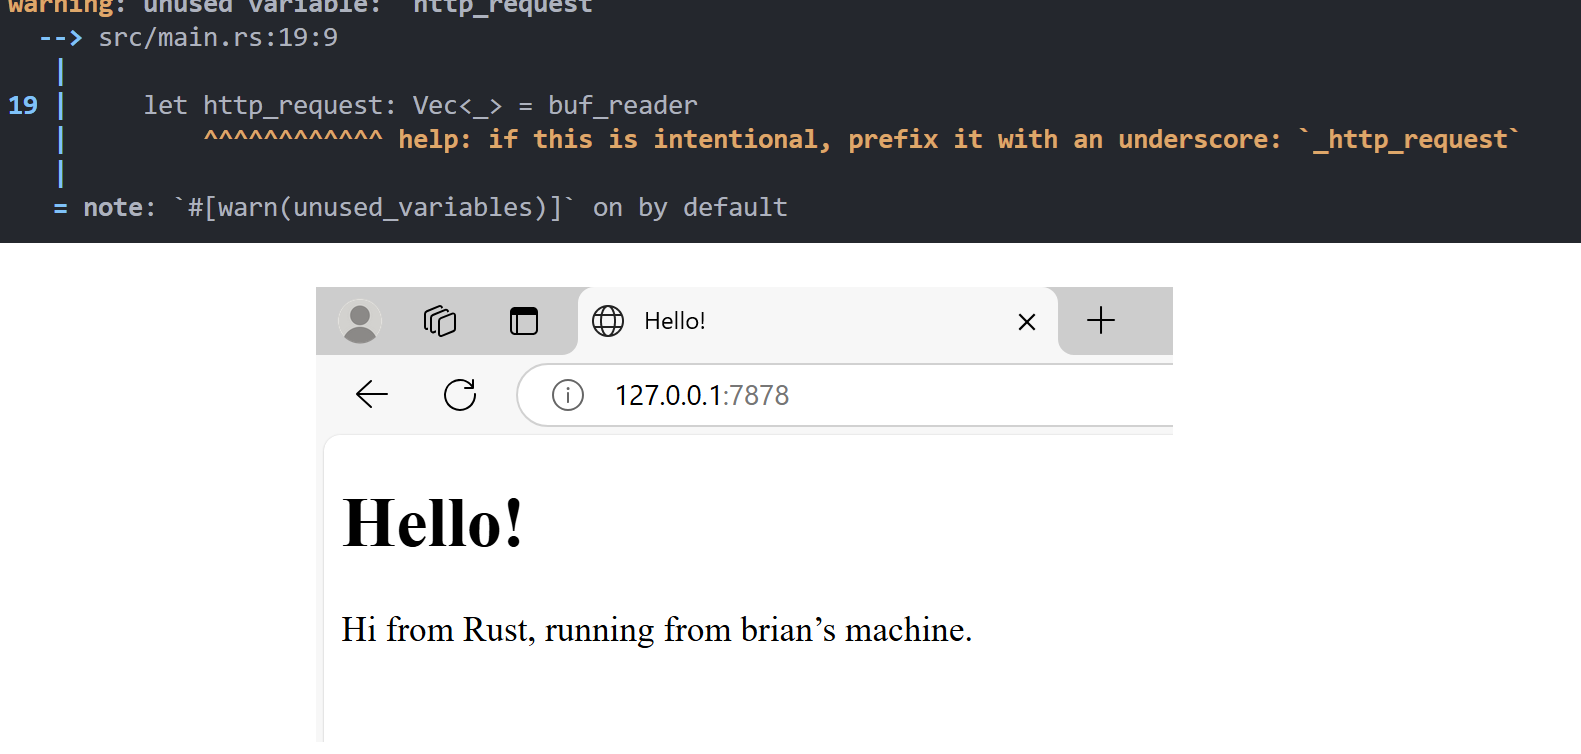 warning: unused variable: `http_request`
--> src/main.rs:19:9
|
19 |     let http_request: Vec<_> = buf_reader
|         ^^^^^^^^^^^^ help: if this is intentional, prefix it with an underscore: `_http_request`
|
= note: `#[warn(unused_variables)]` on by default
Hello!
127.0.0.1:7878
Hello!
Hi from Rust, running from brian’s machine.